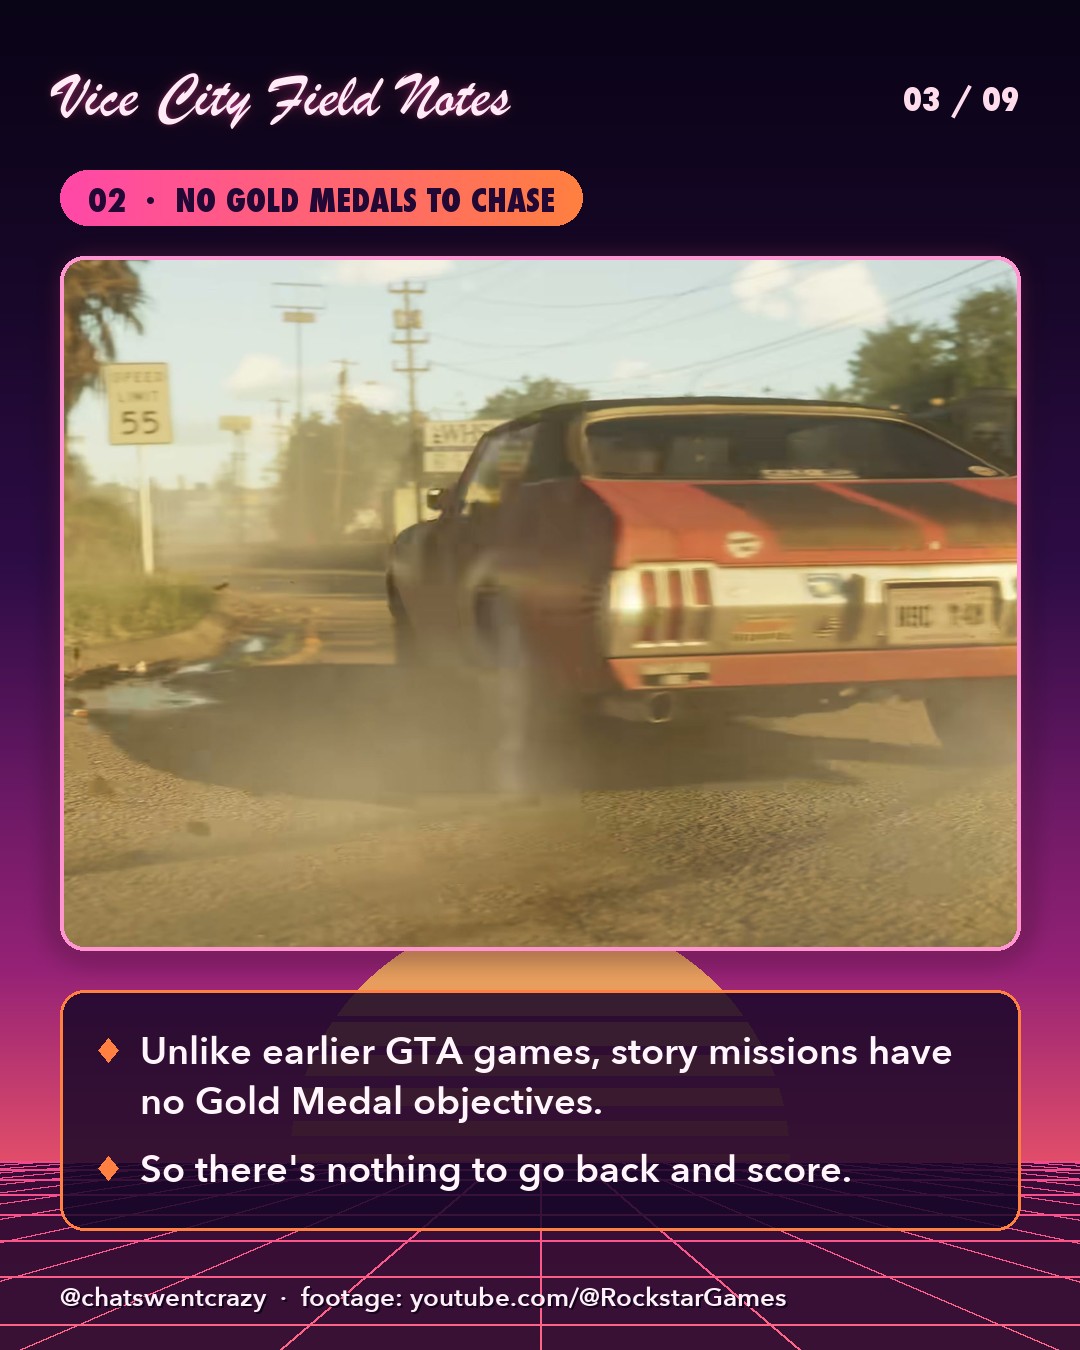 Vice City Field Notes
03 / 09
02 · NO GOLD MEDALS TO CHASE
SPEED
LIMIT
55
Unlike earlier GTA games, story missions have
no Gold Medal objectives.
So there's nothing to go back and score.
@chatswentcrazy · footage: youtube.com/@RockstarGames